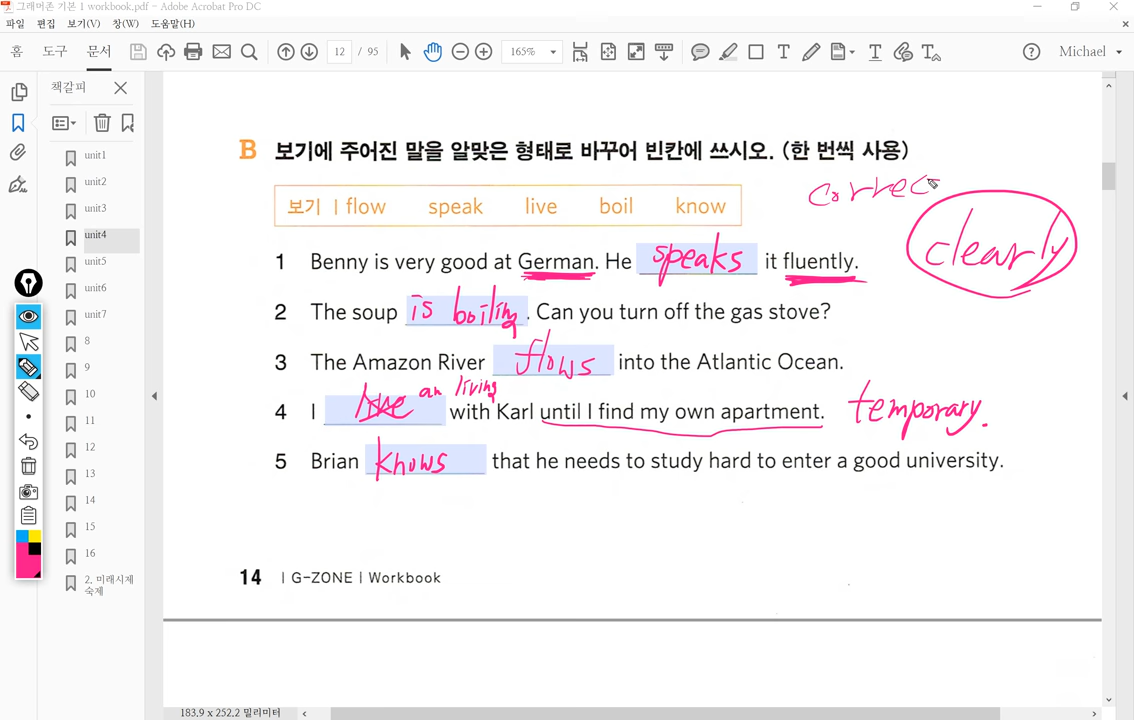 그래머존 기본 1 workbook.pdf - Adobe Acrobat Pro DC
파일 편집 보기(V) 창(W) 도움말(H)
홈 도구 문서 12 / 95 165% Michael
책갈피
unit1
unit2
unit3
unit4
unit5
unit6
unit7
8
9
10
11
12
13
14
15
16
2. 미래시제 숙제
B 보기에 주어진 말을 알맞은 형태로 바꾸어 빈칸에 쓰시오. (한 번씩 사용)
correc
보기 | flow speak live boil know
clearly
1 Benny is very good at German. He speaks it fluently.
2 The soup is boiling. Can you turn off the gas stove?
3 The Amazon River flows into the Atlantic Ocean.
am living
4 I live with Karl until I find my own apartment. temporary.
5 Brian knows that he needs to study hard to enter a good university.
14 | G-ZONE | Workbook
183.9 x 252.2 밀리미터